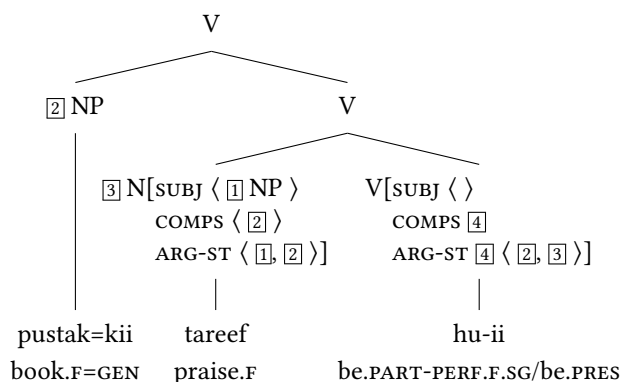 V
[2] NP V
[3] N[SUBJ ⟨ [1] NP ⟩ V[SUBJ ⟨ ⟩
COMPS ⟨ [2] ⟩ COMPS [4]
ARG-ST ⟨ [1], [2] ⟩] ARG-ST [4] ⟨ [2], [3] ⟩]
pustak=kii tareef hu-ii
book.F=GEN praise.F be.PART-PERF.F.SG/be.PRES